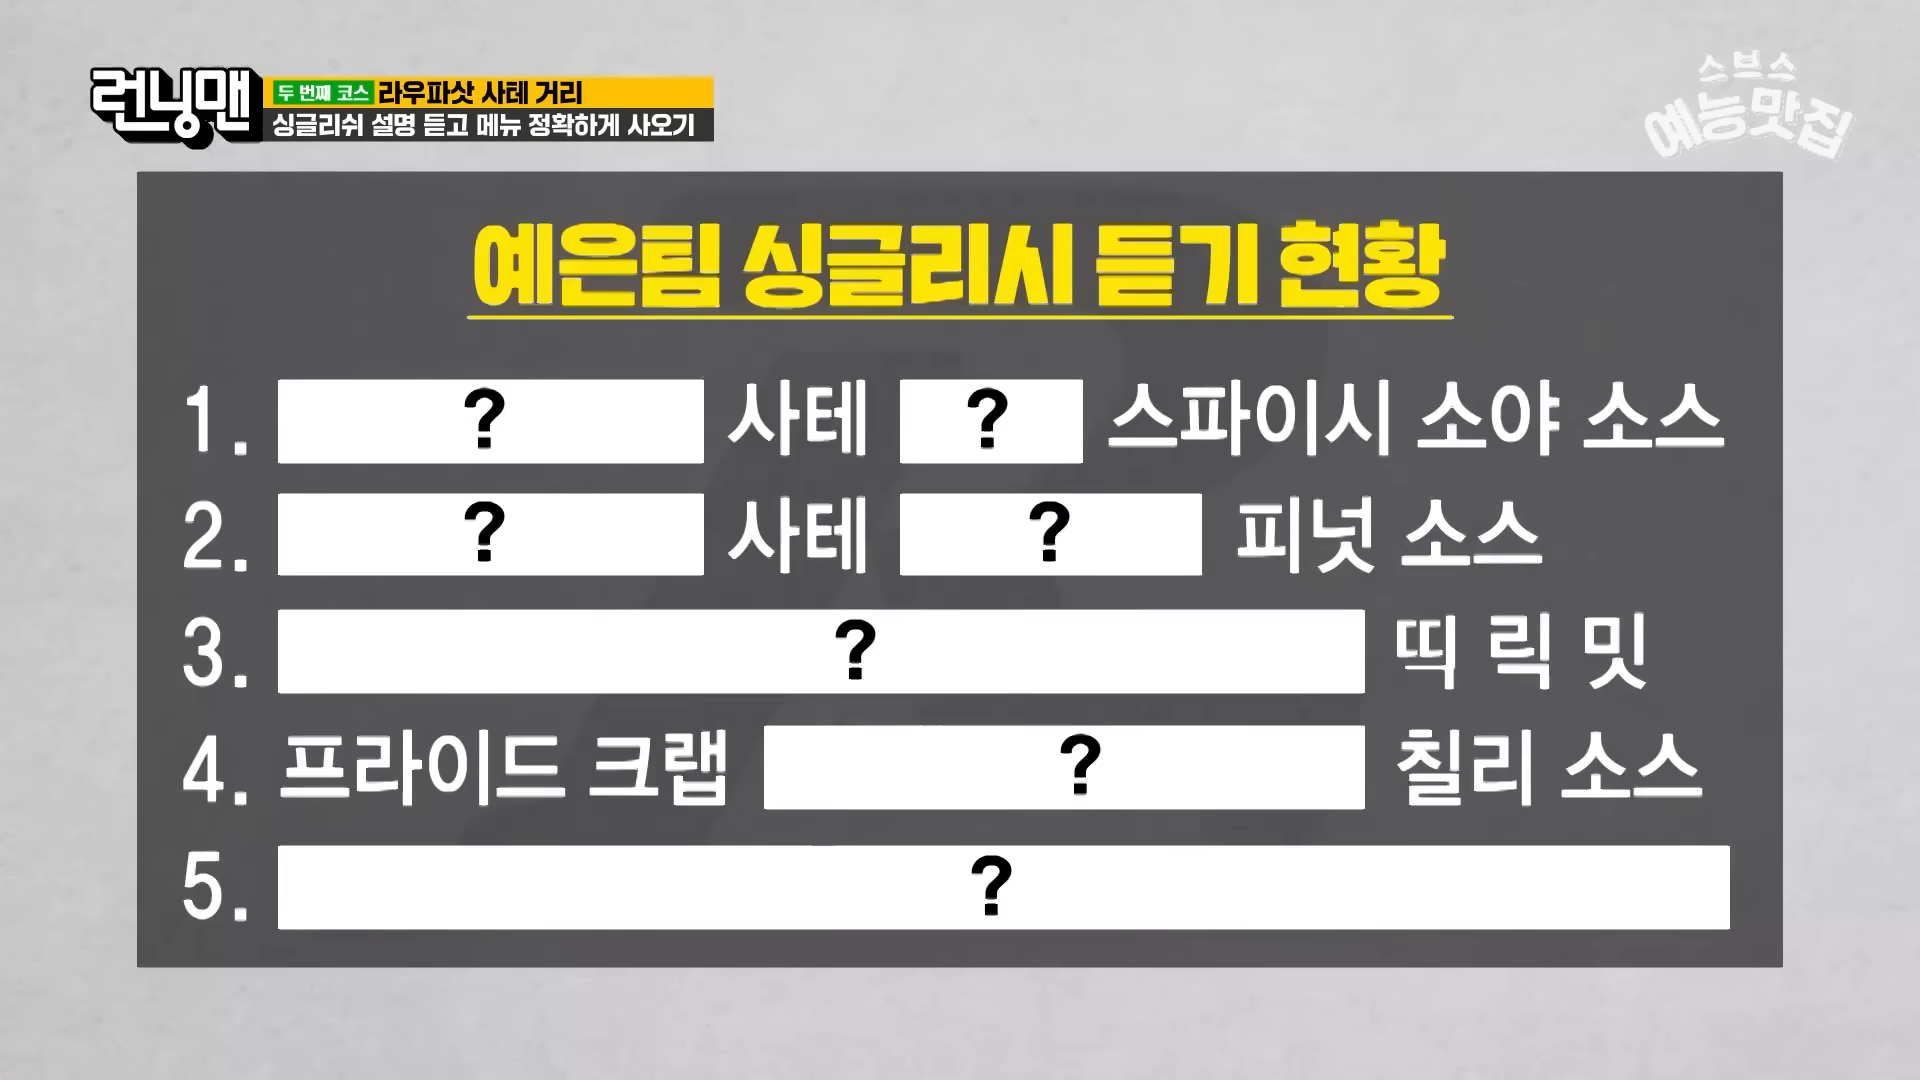 런닝맨
두 번째 코스 라우파삿 사테 거리
싱글리쉬 설명 듣고 메뉴 정확하게 사오기
스브스
예능맛집
예은팀 싱글리시 듣기 현황
1. ? 사테 ? 스파이시 소야 소스
2. ? 사테 ? 피넛 소스
3. ? 띡 릭 밋
4. 프라이드 크랩 ? 칠리 소스
5. ?